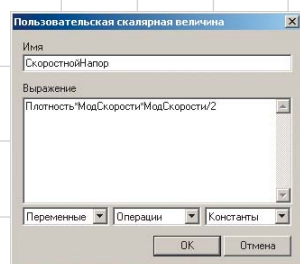 Пользовательская скалярная величина
Имя
СкоростнойНапор
Выражение
Плотность*МодСкорости*МодСкорости/2
Переменные Операции Константы
OK Отмена